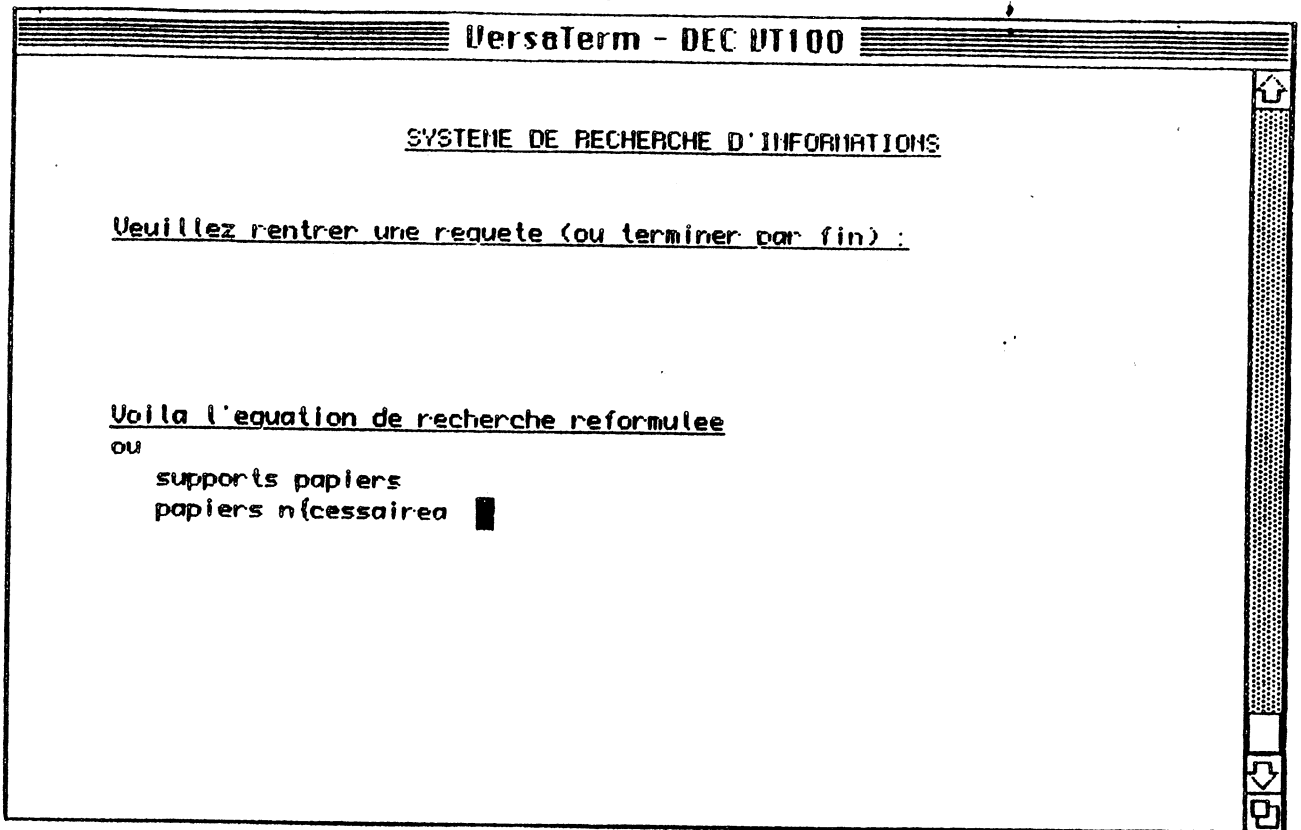 VersaTerm - DEC VT100
SYSTEME DE RECHERCHE D'INFORMATIONS
Veuillez rentrer une requete (ou terminer par fin) :
Voila l'equation de recherche reformulee
ou
supports papiers
papiers n{cessairea